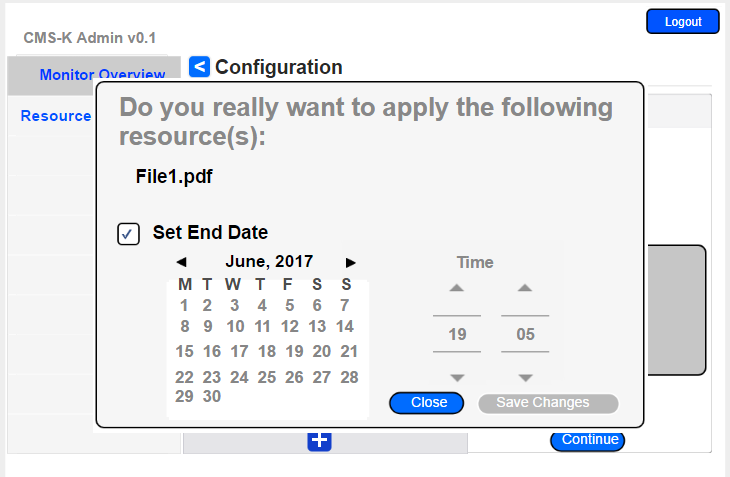 Logout
CMS-K Admin v0.1
Monitor Overview
< Configuration
Resource
Do you really want to apply the following
resource(s):
File1.pdf
✓ Set End Date
◄ June, 2017 ►
M T W T F S S
1 2 3 4 5 6 7
8 9 10 11 12 13 14
15 16 17 18 19 20 21
22 23 24 25 26 27 28
29 30
Time
19 05
Close
Save Changes
+
Continue